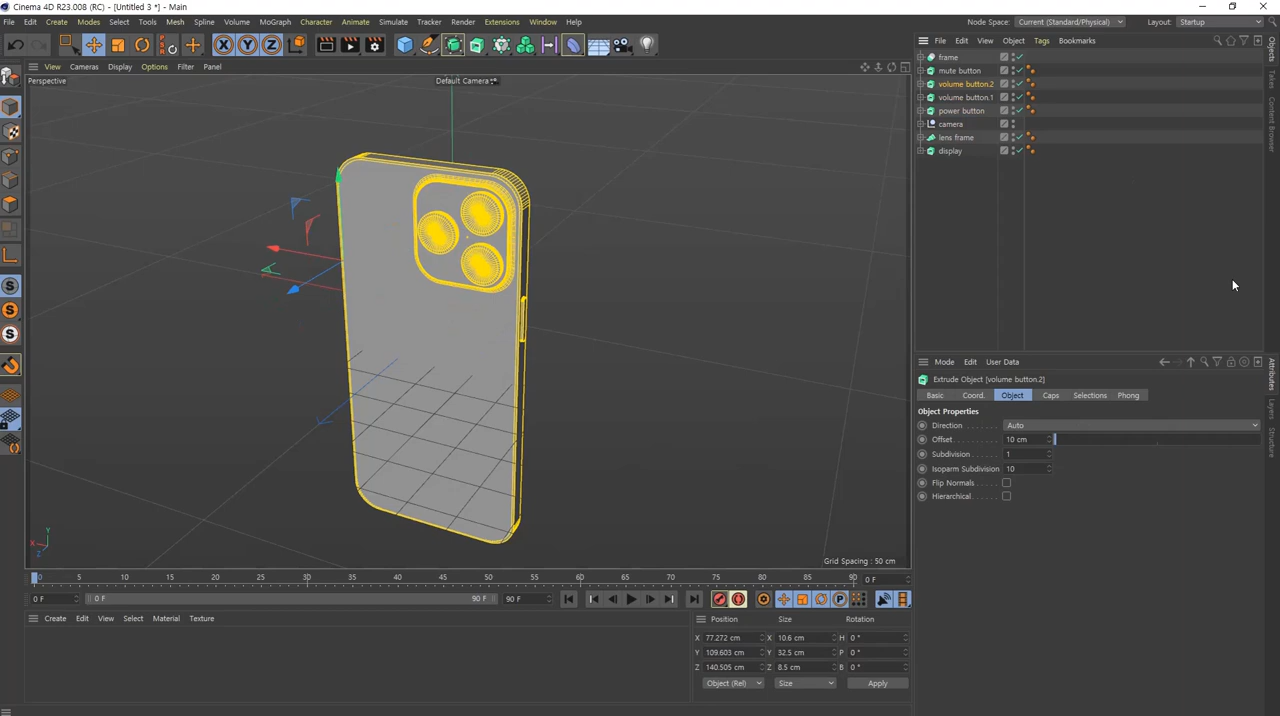 Cinema 4D R23.008 (RC) - [Untitled 3 *] - Main
File Edit Create Modes Select Tools Mesh Spline Volume MoGraph Character Animate Simulate Tracker Render Extensions Window Help
Node Space: Current (Standard/Physical) Layout: Startup
X Y Z
View Cameras Display Options Filter Panel
Perspective
Default Camera
File Edit View Object Tags Bookmarks
frame
mute button
volume button.2
volume button.1
power button
camera
lens frame
display
Objects
Takes
Content Browser
Mode Edit User Data
Extrude Object [volume button.2]
Basic Coord. Object Caps Selections Phong
Object Properties
Direction Auto
Offset 10 cm
Subdivision 1
Isoparm Subdivision 10
Flip Normals
Hierarchical
Attributes
Layers
Structure
S
S
S
Y
X
Z
Grid Spacing : 50 cm
0 5 10 15 20 25 30 35 40 45 50 55 60 65 70 75 80 85 90 0 F
0 F 0 F 90 F 90 F
P
Create Edit View Select Material Texture
Position Size Rotation
X 77.272 cm X 10.6 cm H 0 °
Y 109.603 cm Y 32.5 cm P 0 °
Z 140.505 cm Z 8.5 cm B 0 °
Object (Rel) Size Apply